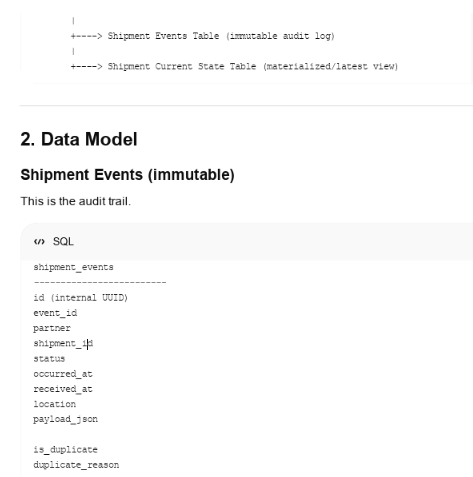 |
+----> Shipment Events Table (immutable audit log)
|
+----> Shipment Current State Table (materialized/latest view)
2. Data Model
Shipment Events (immutable)
This is the audit trail.
</> SQL
shipment_events
-------------------------
id (internal UUID)
event_id
partner
shipment_id
status
occurred_at
received_at
location
payload_json
is_duplicate
duplicate_reason